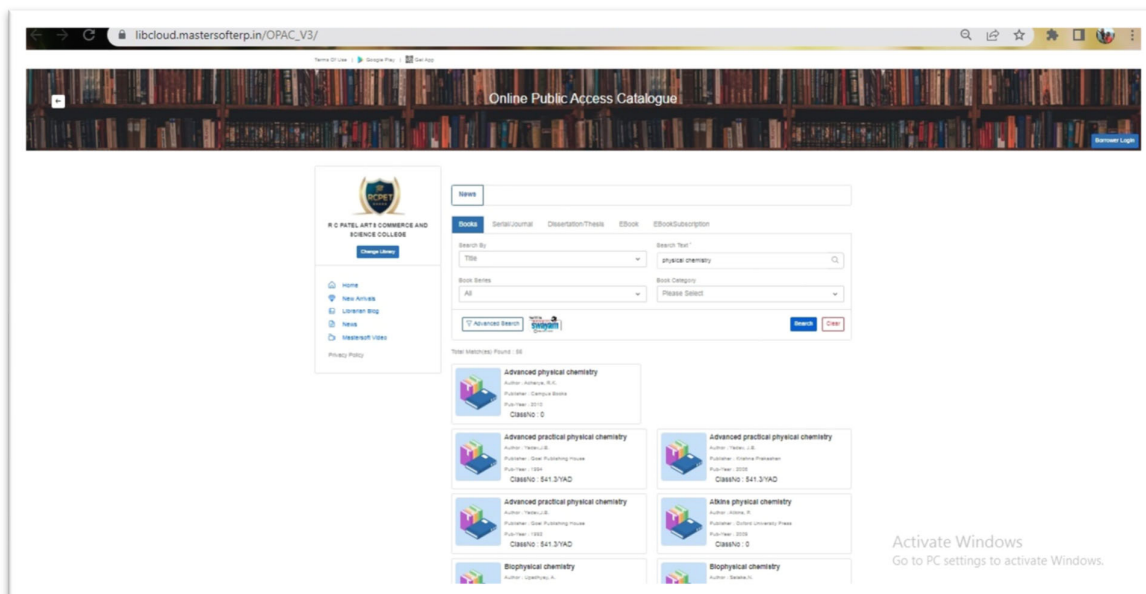 libcloud.mastersofterp.in/OPAC_V3/
Terms Of Use | Google Play | Get App
Online Public Access Catalogue
Borrower Login
RCPET
R C PATEL ARTS COMMERCE AND
SCIENCE COLLEGE
Change Library
Home
New Arrivals
Librarian Blog
News
Mastersoft Video
Privacy Policy
News
Books Serial/Journal Dissertation/Thesis EBook EBookSubscription
Search By Search Text *
Title physical chemistry
Book Series Book Category
All Please Select
Advanced Search swayam Search Clear
Total Match(es) Found :
Advanced physical chemistry
Author : Acharya, R.K.
Publisher : Campus Books
Pub-Year :
ClassNo : 0
Advanced practical physical chemistry
Author : Yadav, J.B.
Publisher : Goel Publishing House
Pub-Year : 1994
ClassNo : 541.3/YAD
Advanced practical physical chemistry
Author : Yadav, J.B.
Publisher : Krishna Prakashan
Pub-Year :
ClassNo : 541.3/YAD
Advanced practical physical chemistry
Author : Yadav, J.B.
Publisher : Goel Publishing House
Pub-Year :
ClassNo : 541.3/YAD
Atkins physical chemistry
Author : Atkins, P.
Publisher : Oxford University Press
Pub-Year :
ClassNo : 0
Biophysical chemistry
Author : Upadhyay, A.
Biophysical chemistry
Author :
Activate Windows
Go to PC settings to activate Windows.